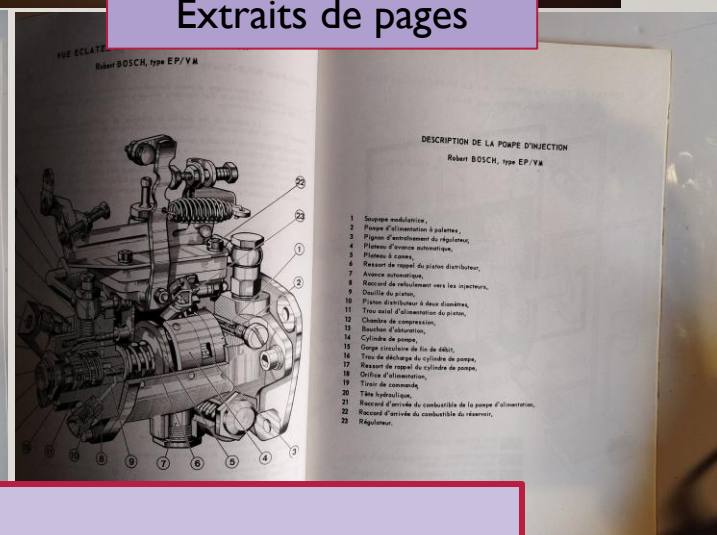 Extraits de pages
VUE ECLATEE
Robert BOSCH, type EP/VM
22
23
1
2
3
4
5
6
7
9
8
10
DESCRIPTION DE LA POMPE D'INJECTION
Robert BOSCH, type EP/VM
1 Soupape modulatrice,
2 Pompe d'alimentation à palettes,
3 Pignon d'entraînement du régulateur,
4 Plateau d'avance automatique,
5 Plateau à cames,
6 Ressort de rappel du piston distributeur,
7 Avance automatique,
8 Raccord de refoulement vers les injecteurs,
9 Douille du piston,
10 Piston distributeur à deux diamètres,
11 Trou axial d'alimentation du piston,
12 Chambre de compression,
13 Bouchon d'obturation,
14 Cylindre de pompe,
15 Gorge circulaire de fin de débit,
16 Trou de décharge du cylindre de pompe,
17 Ressort de rappel du cylindre de pompe,
18 Orifice d'alimentation,
19 Tiroir de commande,
20 Tête hydraulique,
21 Raccord d'arrivée du combustible de la pompe d'alimentation,
22 Raccord d'arrivée du combustible du réservoir,
23 Régulateur.